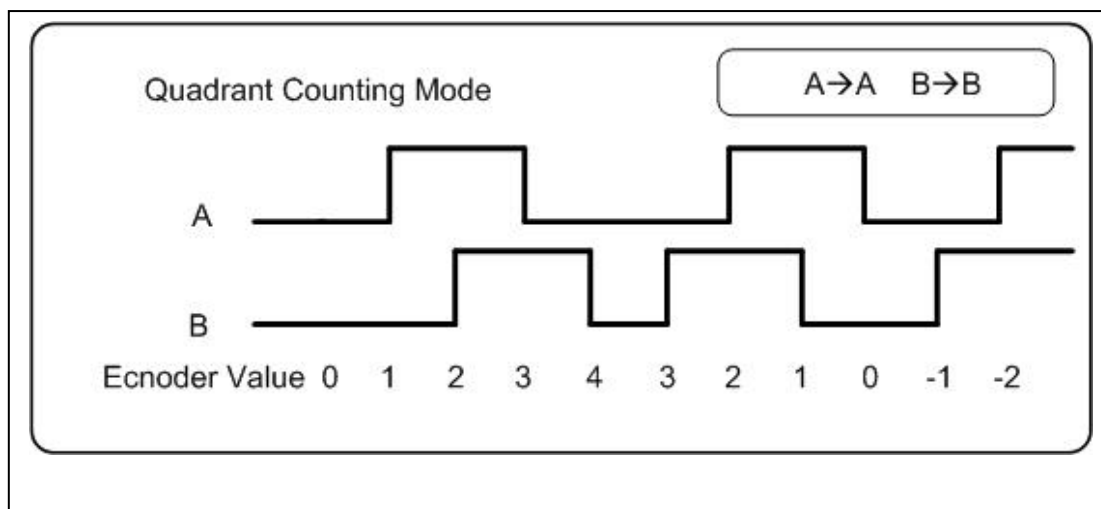 Quadrant Counting Mode
A→A B→B
A
B
Ecnoder Value 0 1 2 3 4 3 2 1 0 -1 -2